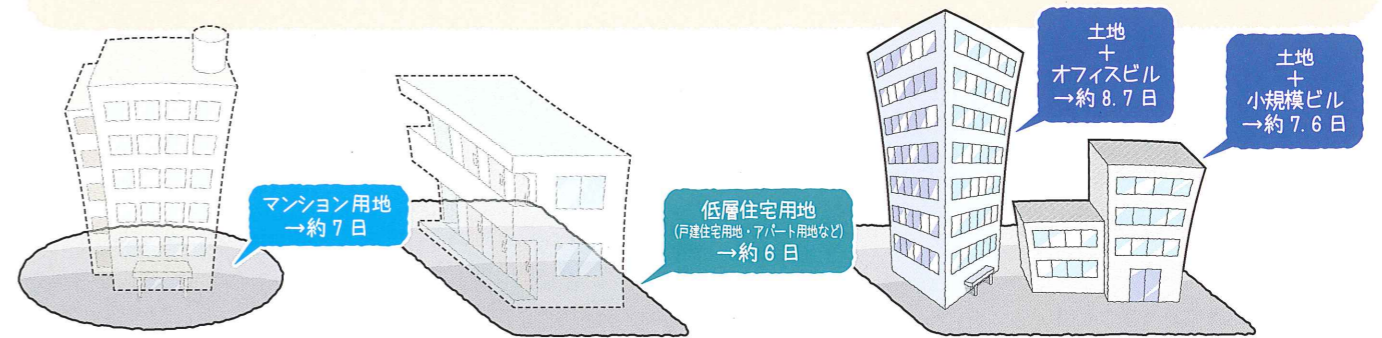 マンション用地
→約7日
低層住宅用地
(戸建住宅用地・アパート用地など)
→約6日
土地
+
オフィスビル
→約8.7日
土地
+
小規模ビル
→約7.6日